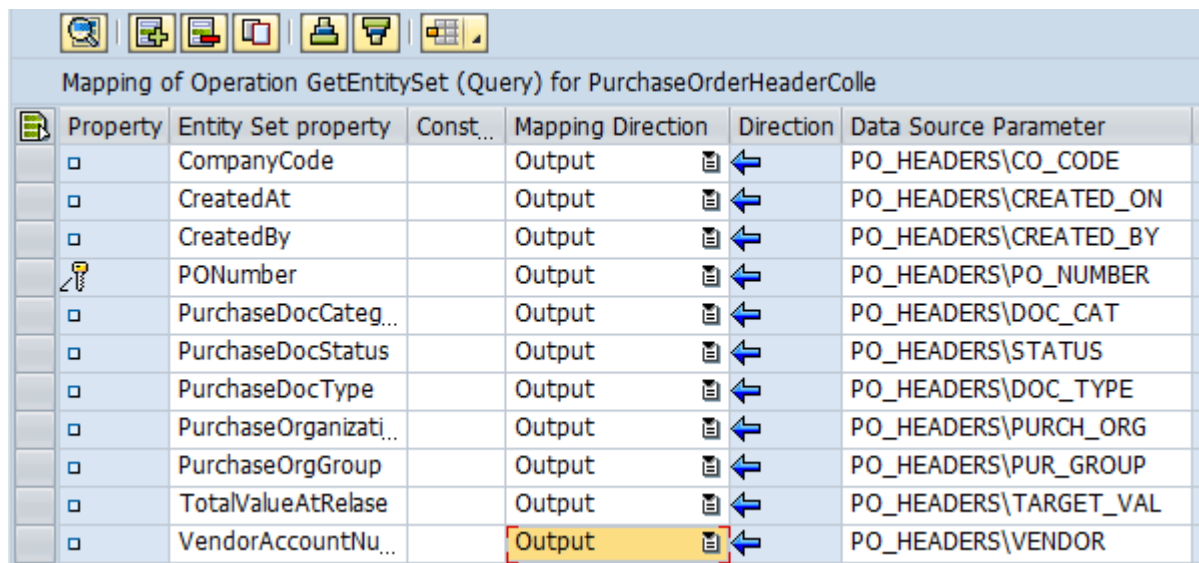 Mapping of Operation GetEntitySet (Query) for PurchaseOrderHeaderColle
Property Entity Set property Const... Mapping Direction Direction Data Source Parameter
CompanyCode Output PO_HEADERS\CO_CODE
CreatedAt Output PO_HEADERS\CREATED_ON
CreatedBy Output PO_HEADERS\CREATED_BY
PONumber Output PO_HEADERS\PO_NUMBER
PurchaseDocCateg... Output PO_HEADERS\DOC_CAT
PurchaseDocStatus Output PO_HEADERS\STATUS
PurchaseDocType Output PO_HEADERS\DOC_TYPE
PurchaseOrganizati... Output PO_HEADERS\PURCH_ORG
PurchaseOrgGroup Output PO_HEADERS\PUR_GROUP
TotalValueAtRelase Output PO_HEADERS\TARGET_VAL
VendorAccountNu... Output PO_HEADERS\VENDOR